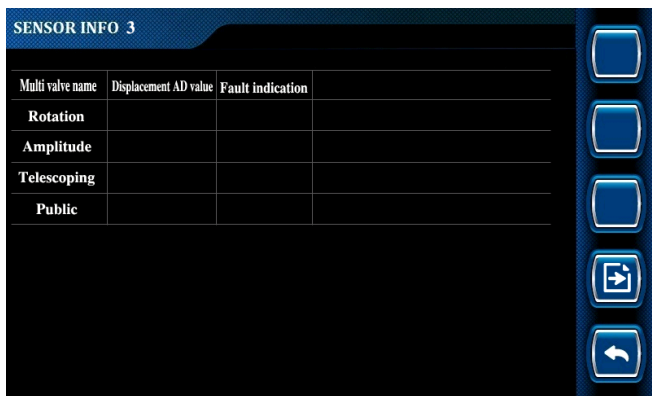 SENSOR INFO 3
Multi valve name Displacement AD value Fault indication
Rotation
Amplitude
Telescoping
Public